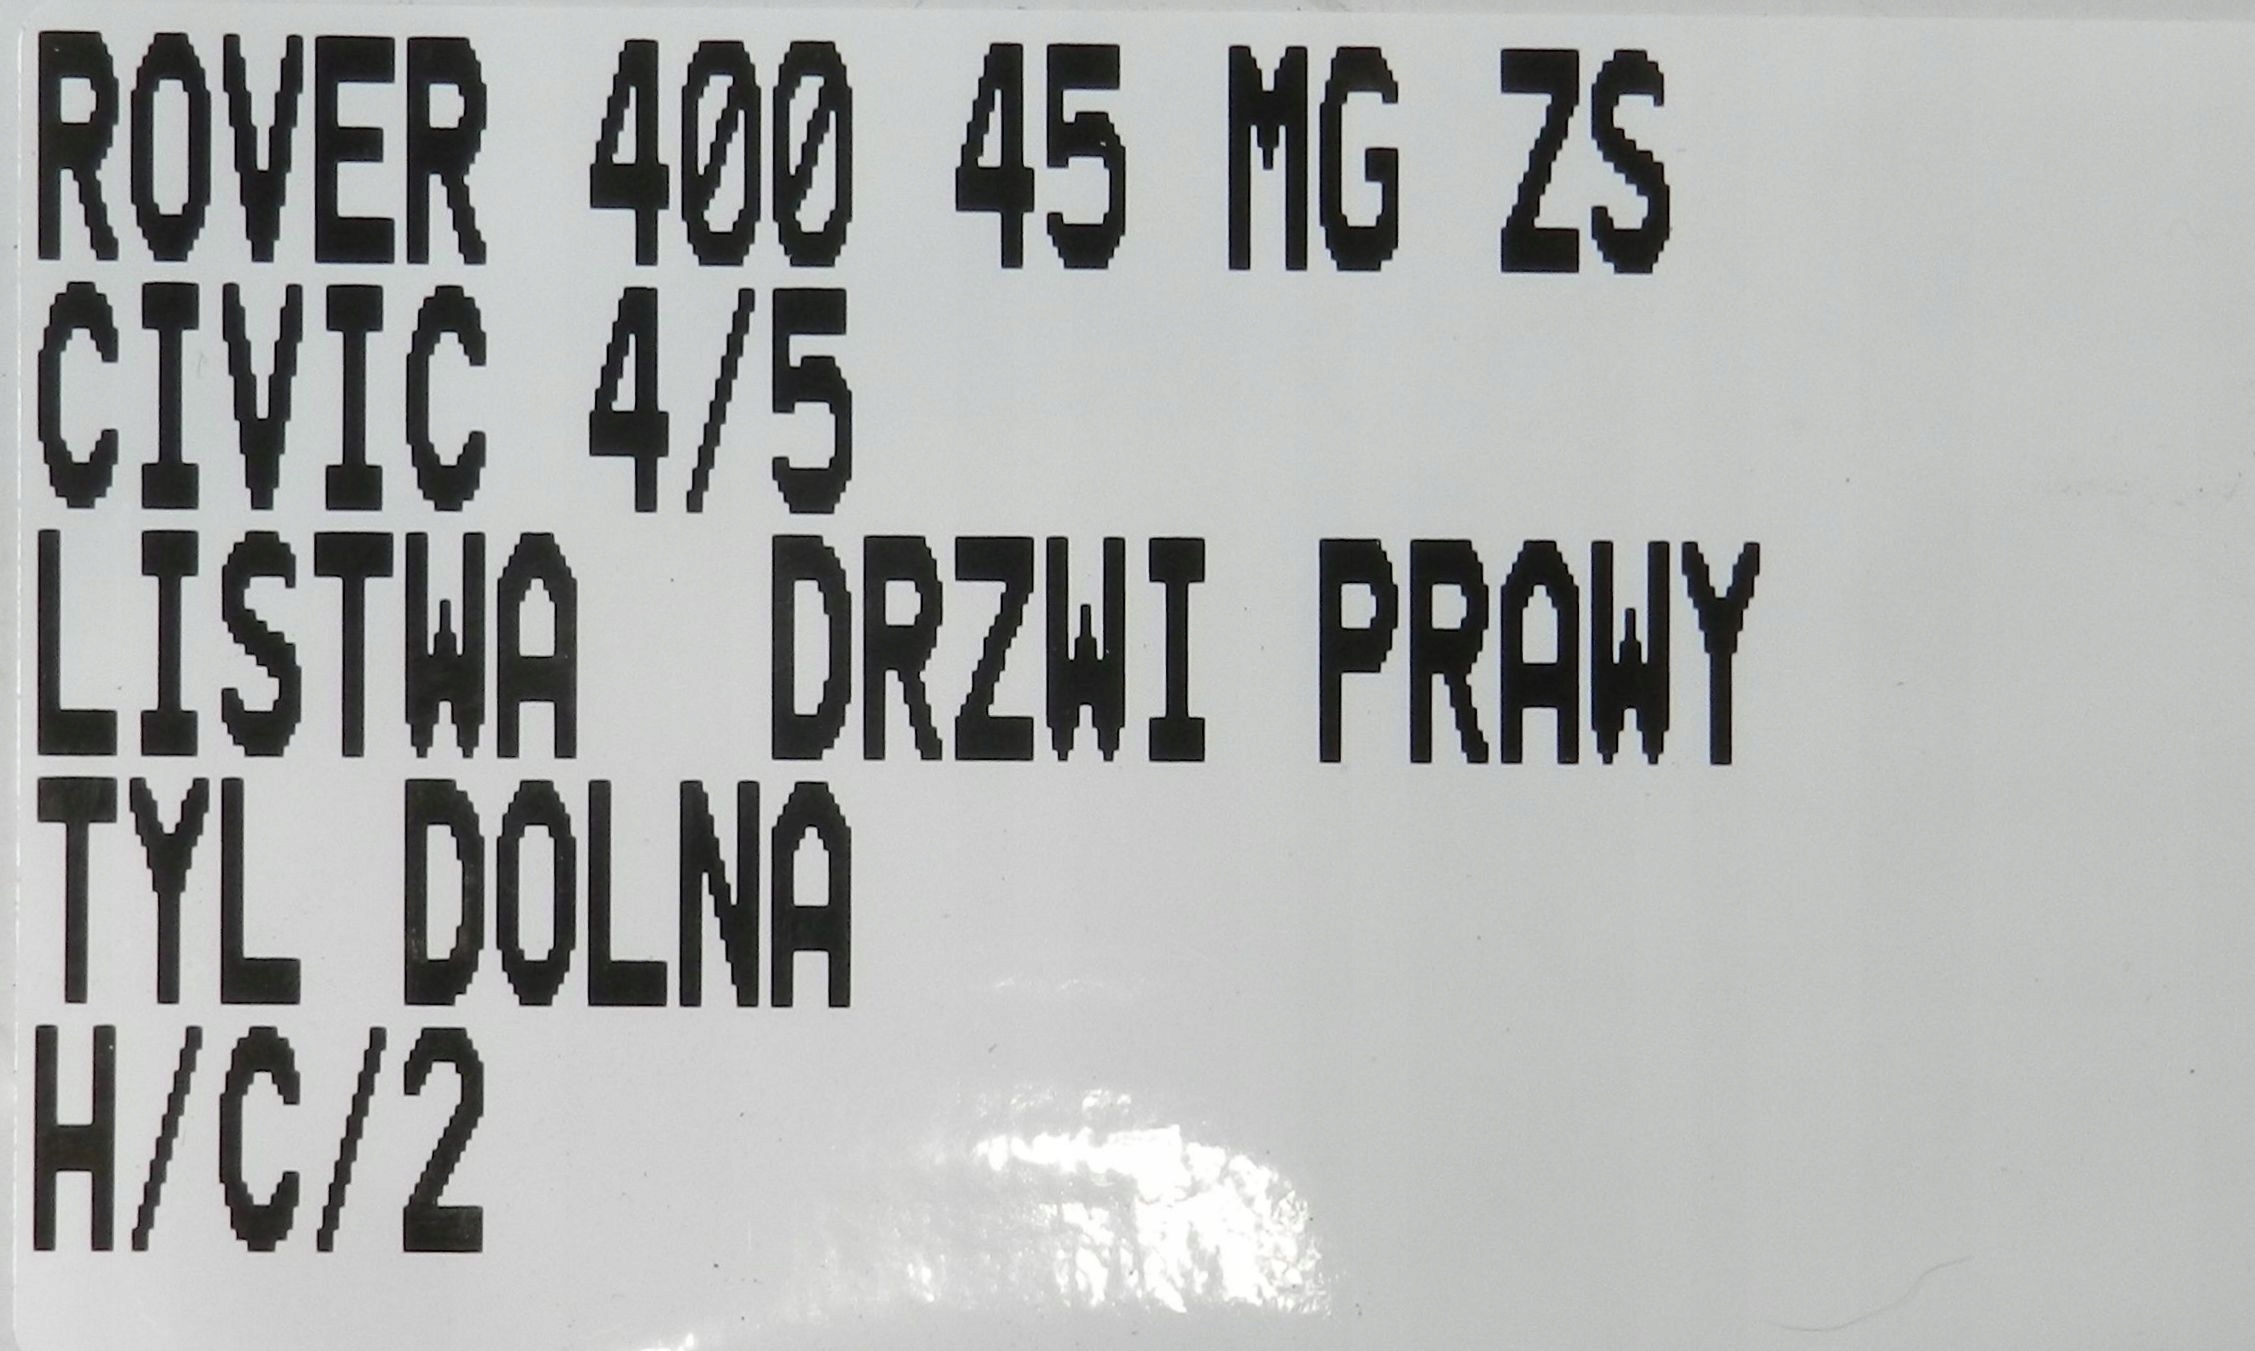 ROVER 400 45 MG ZS
CIVIC 4/5
LISTWA  DRZWI PRAWY
TYL DOLNA
H/C/2